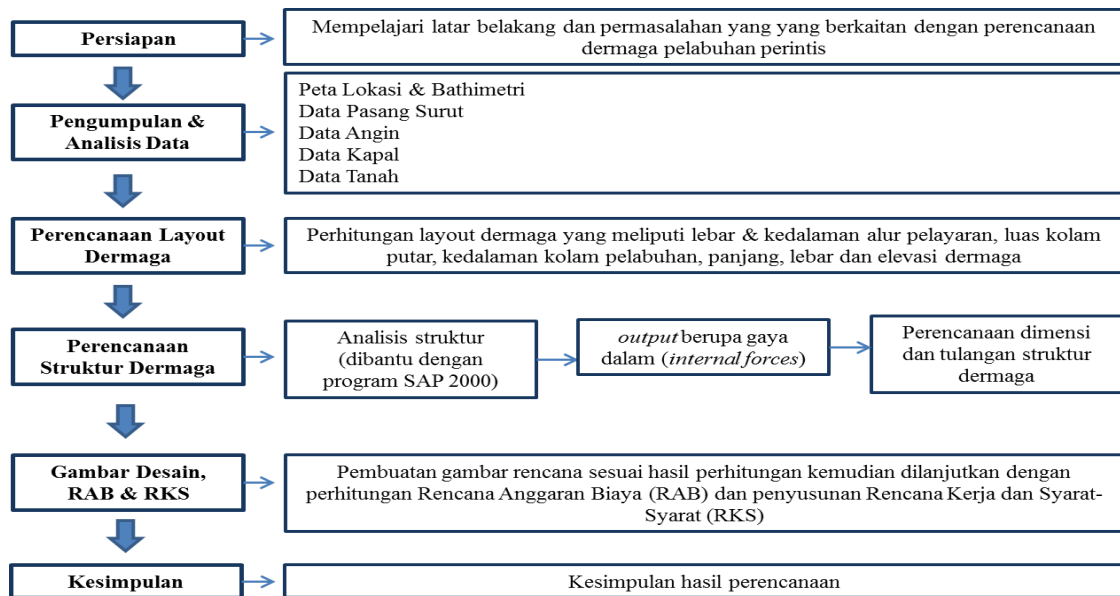 Persiapan
Mempelajari latar belakang dan permasalahan yang yang berkaitan dengan perencanaan
dermaga pelabuhan perintis
Pengumpulan &
Analisis Data
Peta Lokasi & Bathimetri
Data Pasang Surut
Data Angin
Data Kapal
Data Tanah
Perencanaan Layout
Dermaga
Perhitungan layout dermaga yang meliputi lebar & kedalaman alur pelayaran, luas kolam
putar, kedalaman kolam pelabuhan, panjang, lebar dan elevasi dermaga
Perencanaan
Struktur Dermaga
Analisis struktur
(dibantu dengan
program SAP 2000)
output berupa gaya
dalam (internal forces)
Perencanaan dimensi
dan tulangan struktur
dermaga
Gambar Desain,
RAB & RKS
Pembuatan gambar rencana sesuai hasil perhitungan kemudian dilanjutkan dengan
perhitungan Rencana Anggaran Biaya (RAB) dan penyusunan Rencana Kerja dan Syarat-
Syarat (RKS)
Kesimpulan
Kesimpulan hasil perencanaan